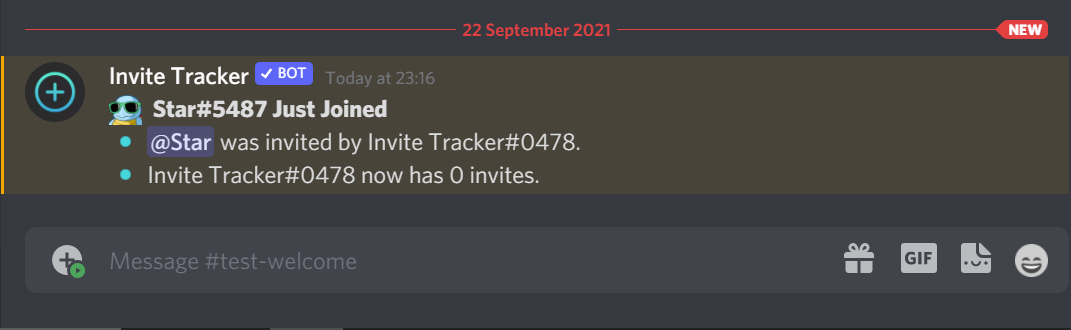 22 September 2021
NEW
Invite Tracker BOT Today at 23:16
Star#5487 Just Joined
@Star was invited by Invite Tracker#0478.
Invite Tracker#0478 now has 0 invites.
Message #test-welcome
GIF